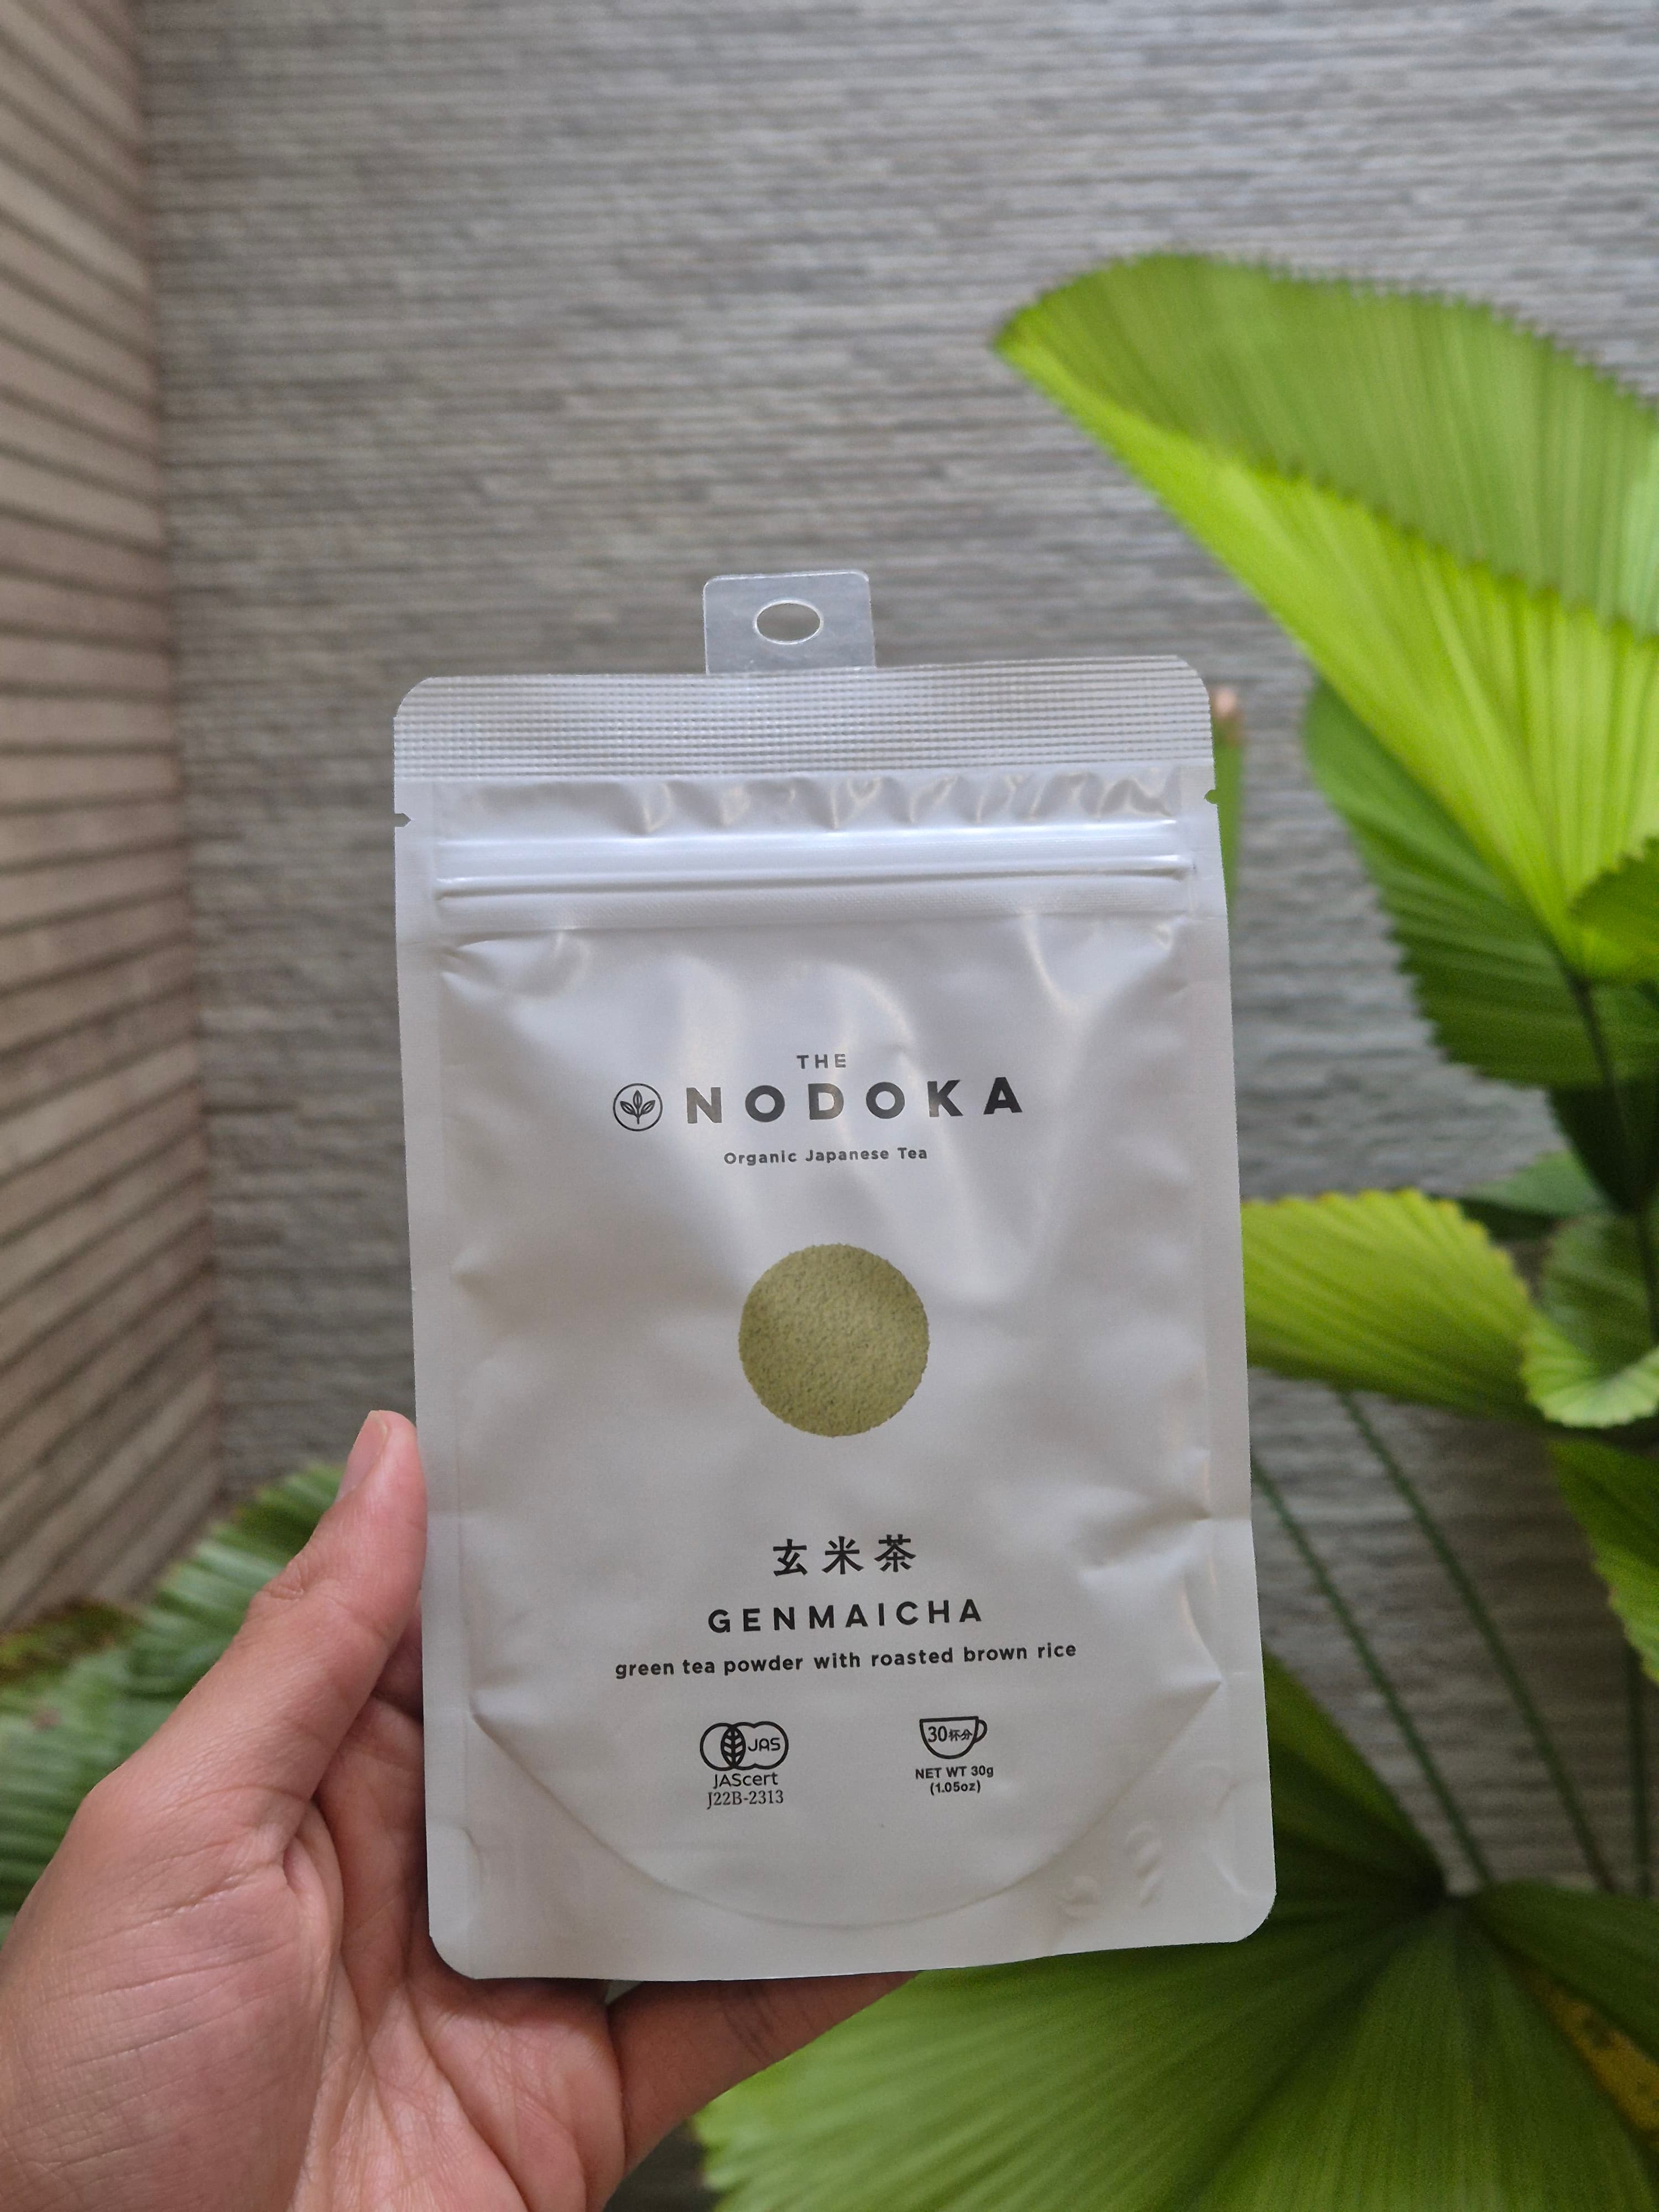 THE
NODOKA
Organic Japanese Tea
玄米茶
GENMAICHA
green tea powder with roasted brown rice
JAS
JAScert
J22B-2313
30杯分
NET WT 30g
(1.05oz)